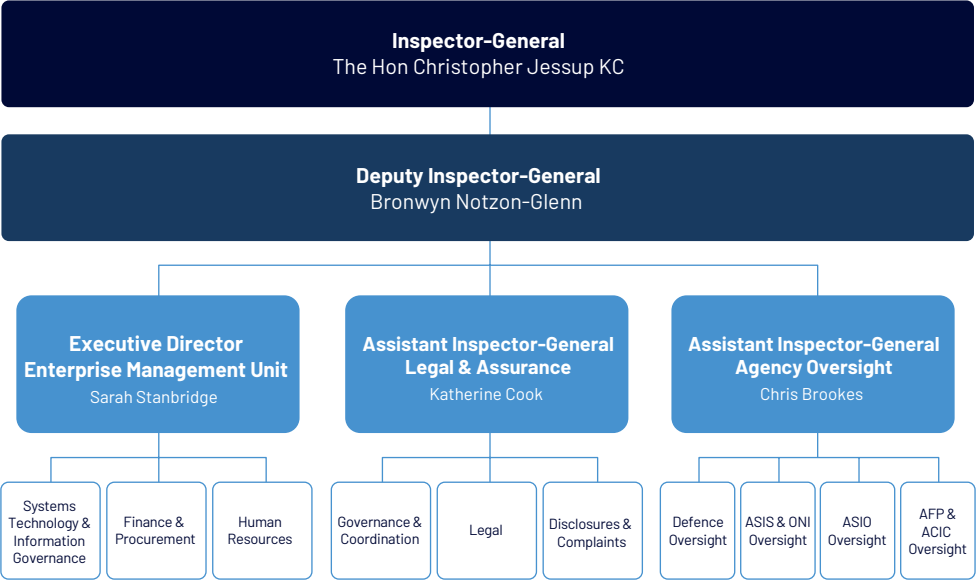 Inspector-General
The Hon Christopher Jessup KC
Deputy Inspector-General
Bronwyn Notzon-Glenn
Executive Director
Enterprise Management Unit
Sarah Stanbridge
Assistant Inspector-General
Legal & Assurance
Katherine Cook
Assistant Inspector-General
Agency Oversight
Chris Brookes
Systems
Technology &
Information
Governance
Finance &
Procurement
Human
Resources
Governance &
Coordination
Legal
Disclosures &
Complaints
Defence
Oversight
ASIS & ONI
Oversight
ASIO
Oversight
AFP &
ACIC
Oversight